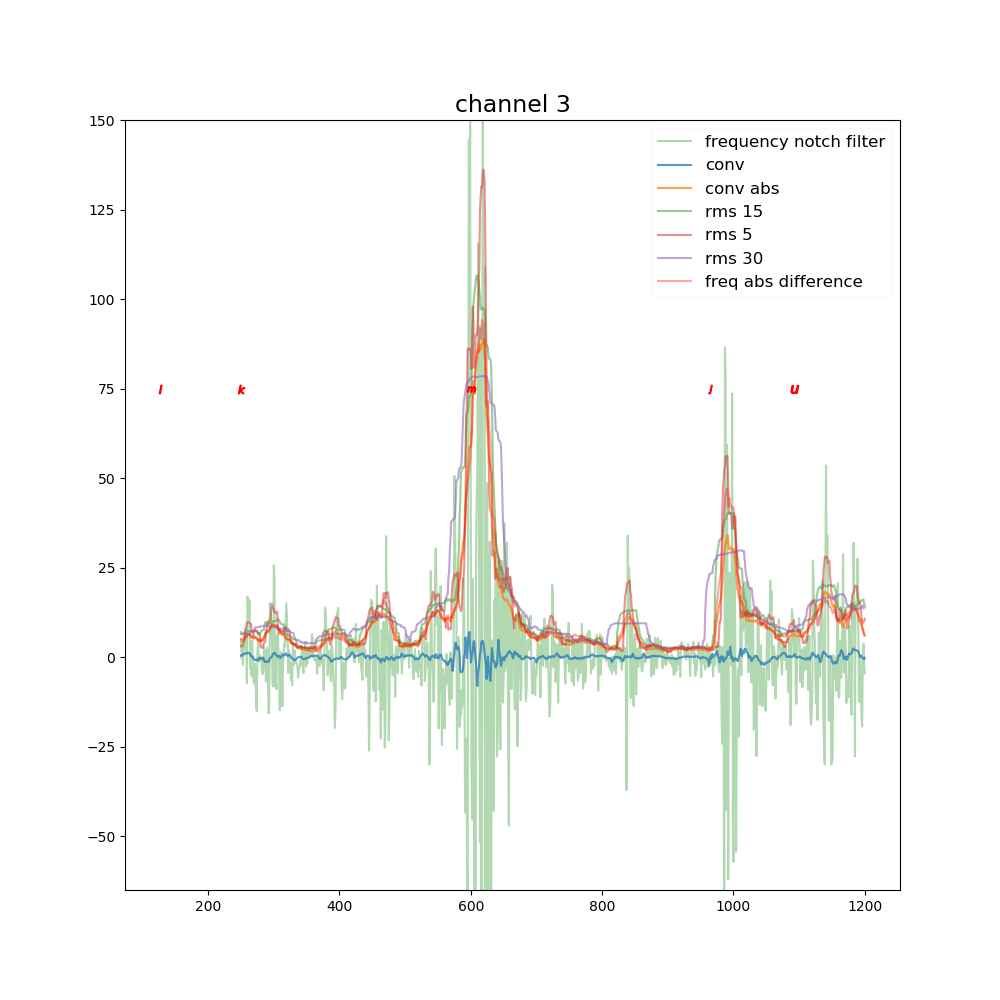 channel 3
150
125
100
75
50
25
0
−25
−50
200 400 600 800 1000 1200
frequency notch filter
conv
conv abs
rms 15
rms 5
rms 30
freq abs difference
l k m j u